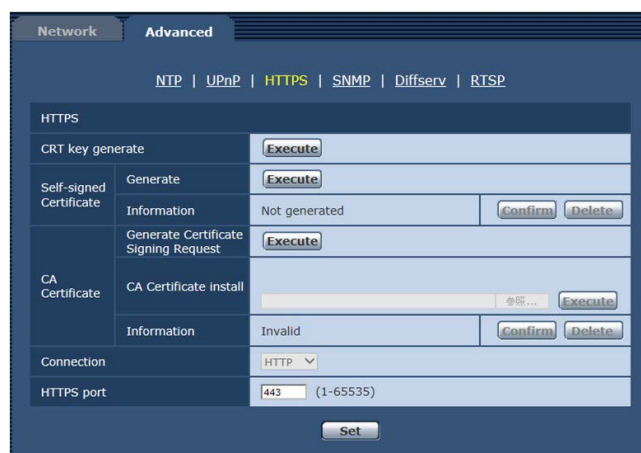 Network Advanced
NTP | UPnP | HTTPS | SNMP | Diffserv | RTSP
HTTPS
CRT key generate Execute
Self-signed Certificate
Generate Execute
Information Not generated Confirm Delete
CA Certificate
Generate Certificate Signing Request Execute
CA Certificate install 参照... Execute
Information Invalid Confirm Delete
Connection HTTP
HTTPS port 443 (1-65535)
Set